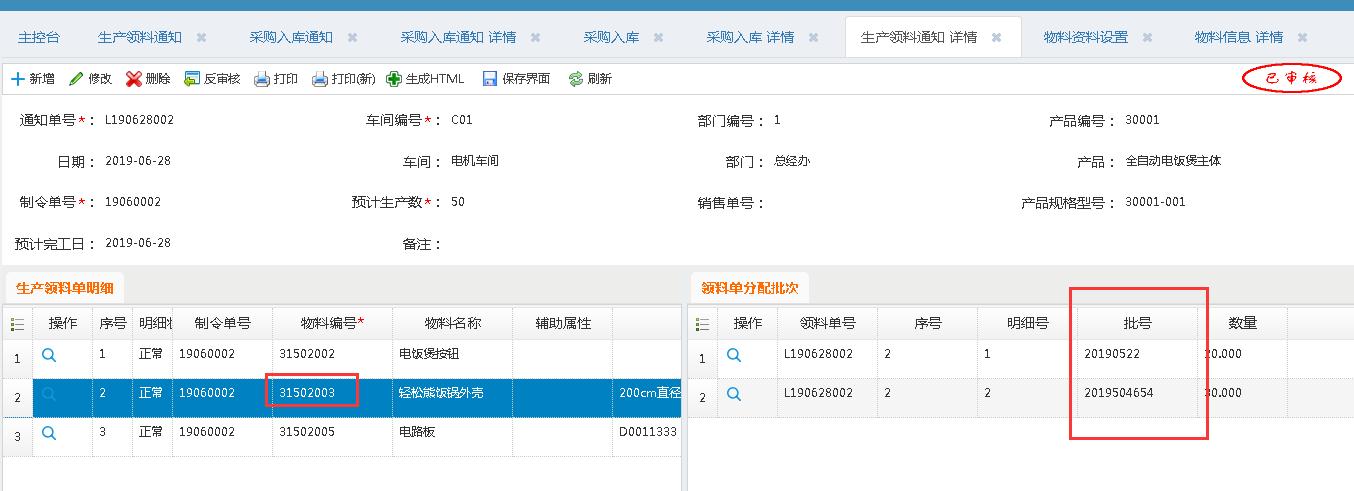 主控台 生产领料通知 采购入库通知 采购入库通知 详情 采购入库 采购入库 详情 生产领料通知 详情 物料资料设置 物料信息 详情
新增 修改 删除 反审核 打印 打印(新) 生成HTML 保存界面 刷新 已审核
通知单号*： L190628002 车间编号*： C01 部门编号： 1 产品编号： 30001
日期： 2019-06-28 车间： 电机车间 部门： 总经办 产品： 全自动电饭煲主体
制令单号*： 19060002 预计生产数*： 50 销售单号： 产品规格型号： 30001-001
预计完工日： 2019-06-28 备注：
生产领料单明细
操作 序号 明细状 制令单号 物料编号* 物料名称 辅助属性
1 1 正常 19060002 31502002 电饭煲按钮
2 2 正常 19060002 31502003 轻松熊饭锅外壳 200cm直径
3 3 正常 19060002 31502005 电路板 D0011333
领料单分配批次
操作 领料单号 序号 明细号 批号 数量
1 L190628002 2 1 20190522 20.000
2 L190628002 2 2 2019504654 30.000